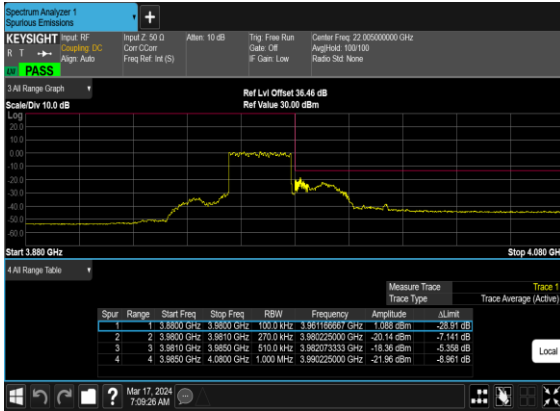 Spectrum Analyzer 1
Spurious Emissions
+
KEYSIGHT Input: RF Input Z: 50 Ω Atten: 10 dB Trig: Free Run Center Freq: 22.005000000 GHz
R T Coupling: DC Corr CCorr Gate: Off Avg|Hold: 100/100
Align: Auto Freq Ref: Int (S) IF Gain: Low Radio Std: None
PASS
3 All Range Graph
Ref Lvl Offset 36.46 dB
Scale/Div 10.0 dB Ref Value 30.00 dBm
Log
20.0
10.0
0.00
-10.0
-20.0
-30.0
-40.0
-50.0
-60.0
Start 3.880 GHz Stop 4.080 GH
4 All Range Table
Measure Trace Trace 1
Trace Type Trace Average (Active)
Spur Range Start Freq Stop Freq RBW Frequency Amplitude ΔLimit
1 1 3.8800 GHz 3.9800 GHz 100.0 kHz 3.961166667 GHz 1.088 dBm -28.91 dB
2 2 3.9800 GHz 3.9810 GHz 270.0 kHz 3.980225000 GHz -20.14 dBm -7.141 dB
3 3 3.9810 GHz 3.9850 GHz 510.0 kHz 3.982073333 GHz -18.36 dBm -5.358 dB
4 4 3.9850 GHz 4.0800 GHz 1.000 MHz 3.990225000 GHz -21.96 dBm -8.961 dB
Local
?
Mar 17, 2024
7:09:26 AM